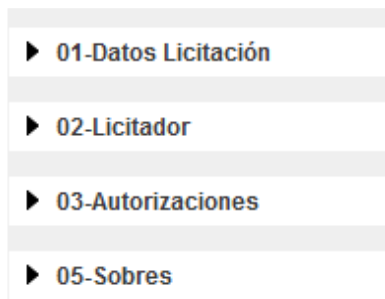 01-Datos Licitación
02-Licitador
03-Autorizaciones
05-Sobres